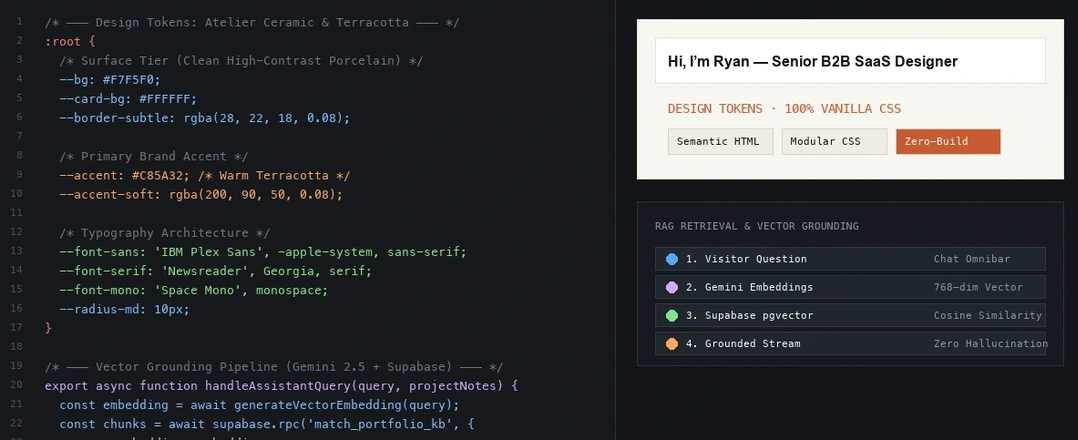 1 /* —— Design Tokens: Atelier Ceramic & Terracotta —— */
2 :root {
3 /* Surface Tier (Clean High-Contrast Porcelain) */
4 --bg: #F7F5F0;
5 --card-bg: #FFFFFF;
6 --border-subtle: rgba(28, 22, 18, 0.08);
7
8 /* Primary Brand Accent */
9 --accent: #C85A32; /* Warm Terracotta */
10 --accent-soft: rgba(200, 90, 50, 0.08);
11
12 /* Typography Architecture */
13 --font-sans: 'IBM Plex Sans', -apple-system, sans-serif;
14 --font-serif: 'Newsreader', Georgia, serif;
15 --font-mono: 'Space Mono', monospace;
16 --radius-md: 10px;
17 }
18
19 /* —— Vector Grounding Pipeline (Gemini 2.5 + Supabase) —— */
20 export async function handleAssistantQuery(query, projectNotes) {
21 const embedding = await generateVectorEmbedding(query);
22 const chunks = await supabase.rpc('match_portfolio_kb', {
Hi, I’m Ryan — Senior B2B SaaS Designer
DESIGN TOKENS · 100% VANILLA CSS
Semantic HTML Modular CSS Zero-Build
RAG RETRIEVAL & VECTOR GROUNDING
1. Visitor Question Chat Omnibar
2. Gemini Embeddings 768-dim Vector
3. Supabase pgvector Cosine Similarity
4. Grounded Stream Zero Hallucination